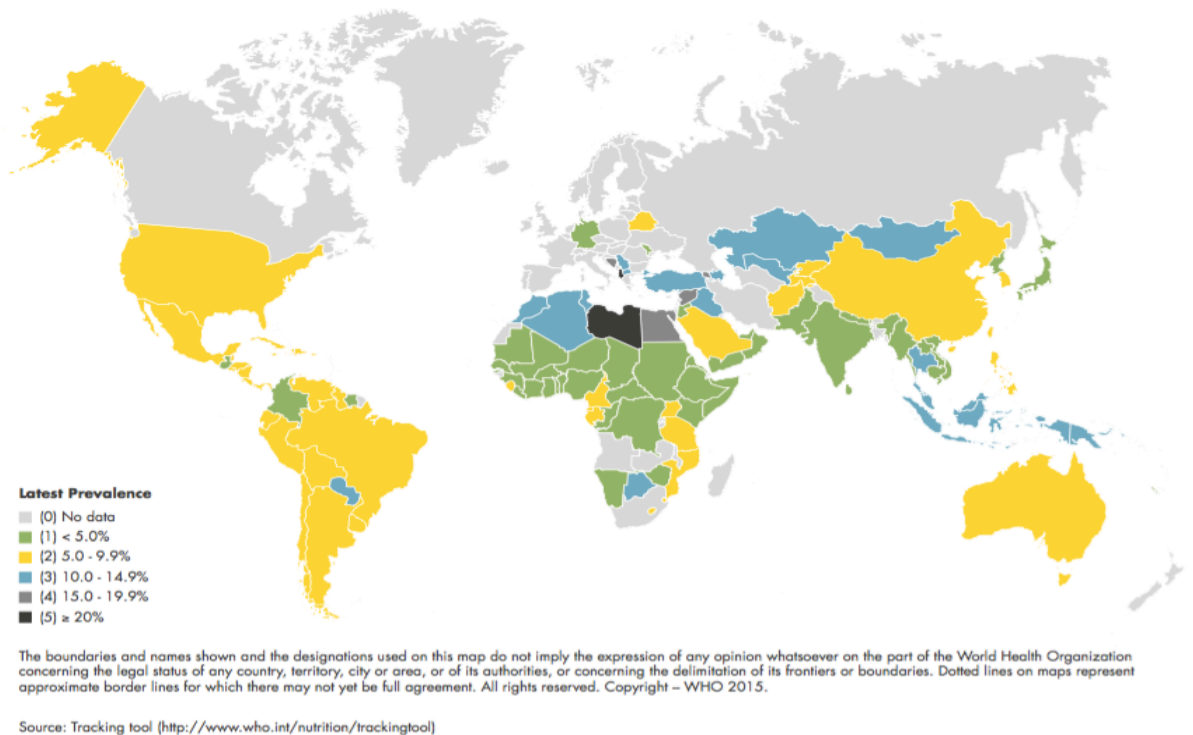 Latest Prevalence
(0) No data
(1) < 5.0%
(2) 5.0 - 9.9%
(3) 10.0 - 14.9%
(4) 15.0 - 19.9%
(5) ≥ 20%
The boundaries and names shown and the designations used on this map do not imply the expression of any opinion whatsoever on the part of the World Health Organization
concerning the legal status of any country, territory, city or area, or of its authorities, or concerning the delimitation of its frontiers or boundaries. Dotted lines on maps represent
approximate border lines for which there may not yet be full agreement. All rights reserved. Copyright – WHO 2015.
Source: Tracking tool (http://www.who.int/nutrition/trackingtool)